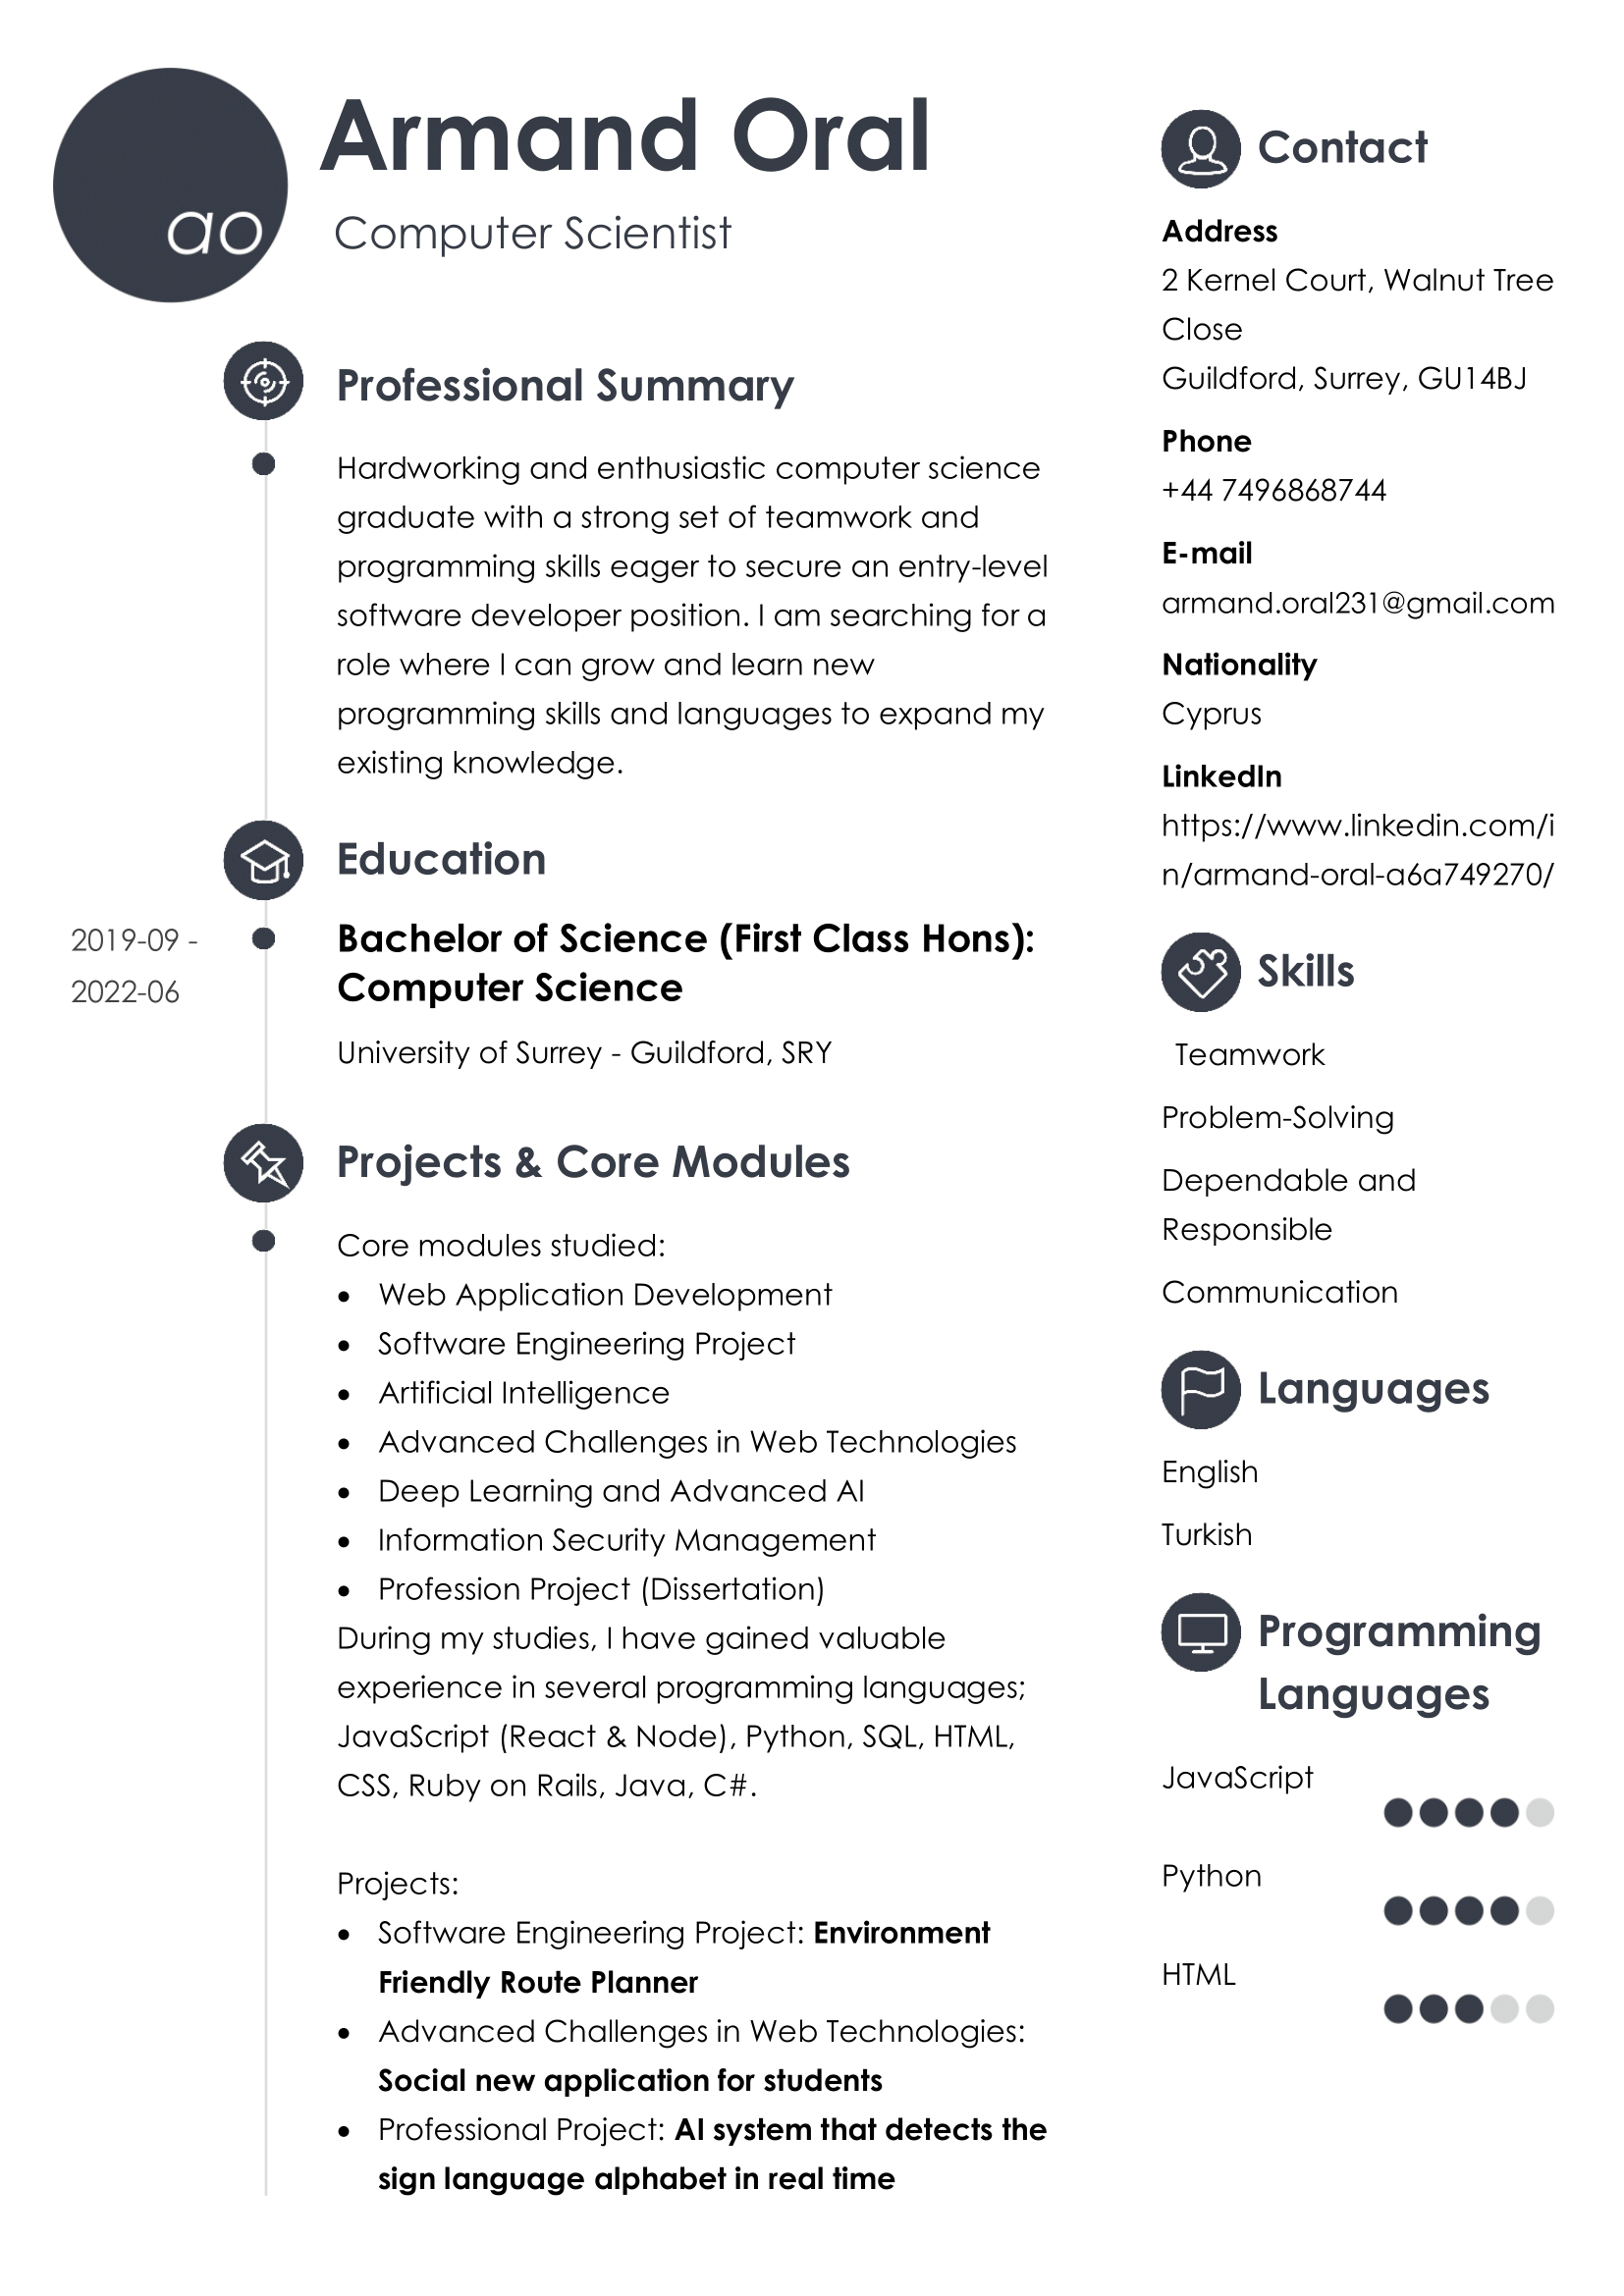 ao
Armand Oral
Computer Scientist
Professional Summary
Hardworking and enthusiastic computer science
graduate with a strong set of teamwork and
programming skills eager to secure an entry-level
software developer position. I am searching for a
role where I can grow and learn new
programming skills and languages to expand my
existing knowledge.
Education
2019-09 -
2022-06
Bachelor of Science (First Class Hons):
Computer Science
University of Surrey - Guildford, SRY
Projects & Core Modules
Core modules studied:
• Web Application Development
• Software Engineering Project
• Artificial Intelligence
• Advanced Challenges in Web Technologies
• Deep Learning and Advanced AI
• Information Security Management
• Profession Project (Dissertation)
During my studies, I have gained valuable
experience in several programming languages;
JavaScript (React & Node), Python, SQL, HTML,
CSS, Ruby on Rails, Java, C#.
Projects:
• Software Engineering Project: Environment
Friendly Route Planner
• Advanced Challenges in Web Technologies:
Social new application for students
• Professional Project: AI system that detects the
sign language alphabet in real time
Contact
Address
2 Kernel Court, Walnut Tree
Close
Guildford, Surrey, GU14BJ
Phone
+44 7496868744
E-mail
armand.oral231@gmail.com
Nationality
Cyprus
LinkedIn
https://www.linkedin.com/i
n/armand-oral-a6a749270/
Skills
Teamwork
Problem-Solving
Dependable and
Responsible
Communication
Languages
English
Turkish
Programming
Languages
JavaScript
Python
HTML